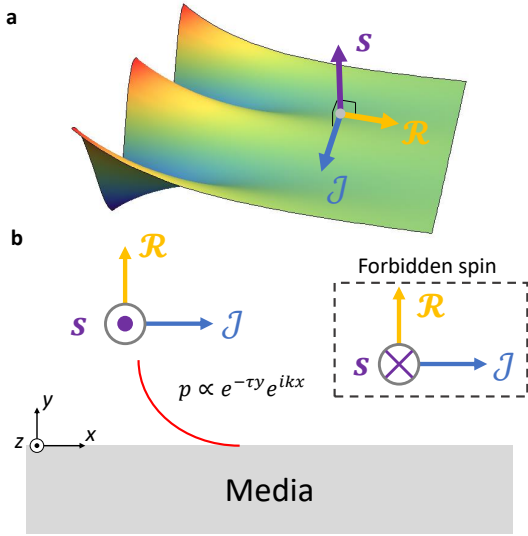 a
s
ℛ
𝒥
b
ℛ
s
𝒥
p ∝ e^{-τy}e^{ikx}
Forbidden spin
ℛ
s
𝒥
y
z
x
Media